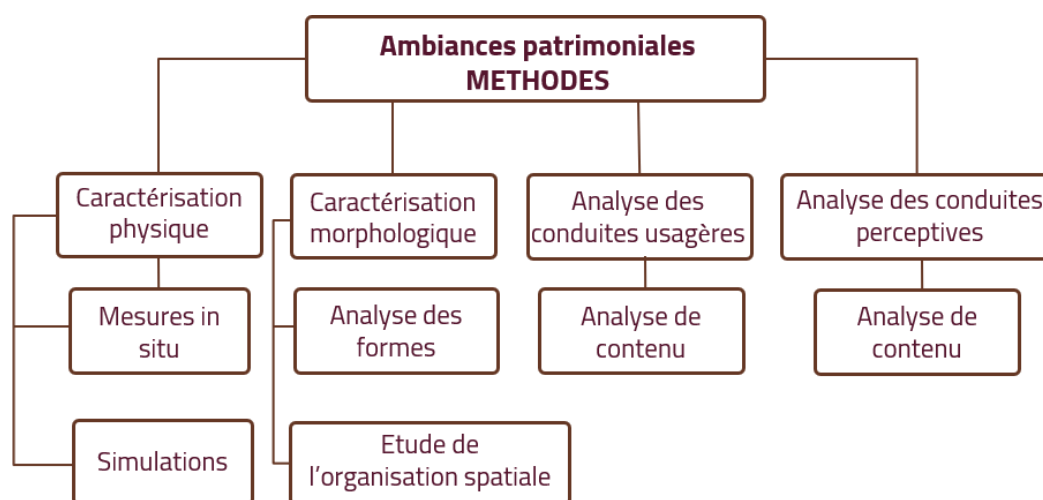 Ambiances patrimoniales
METHODES
Caractérisation
physique
Caractérisation
morphologique
Analyse des
conduites usagères
Analyse des conduites
perceptives
Mesures in
situ
Analyse des
formes
Analyse de
contenu
Analyse de
contenu
Simulations
Etude de
l'organisation spatiale